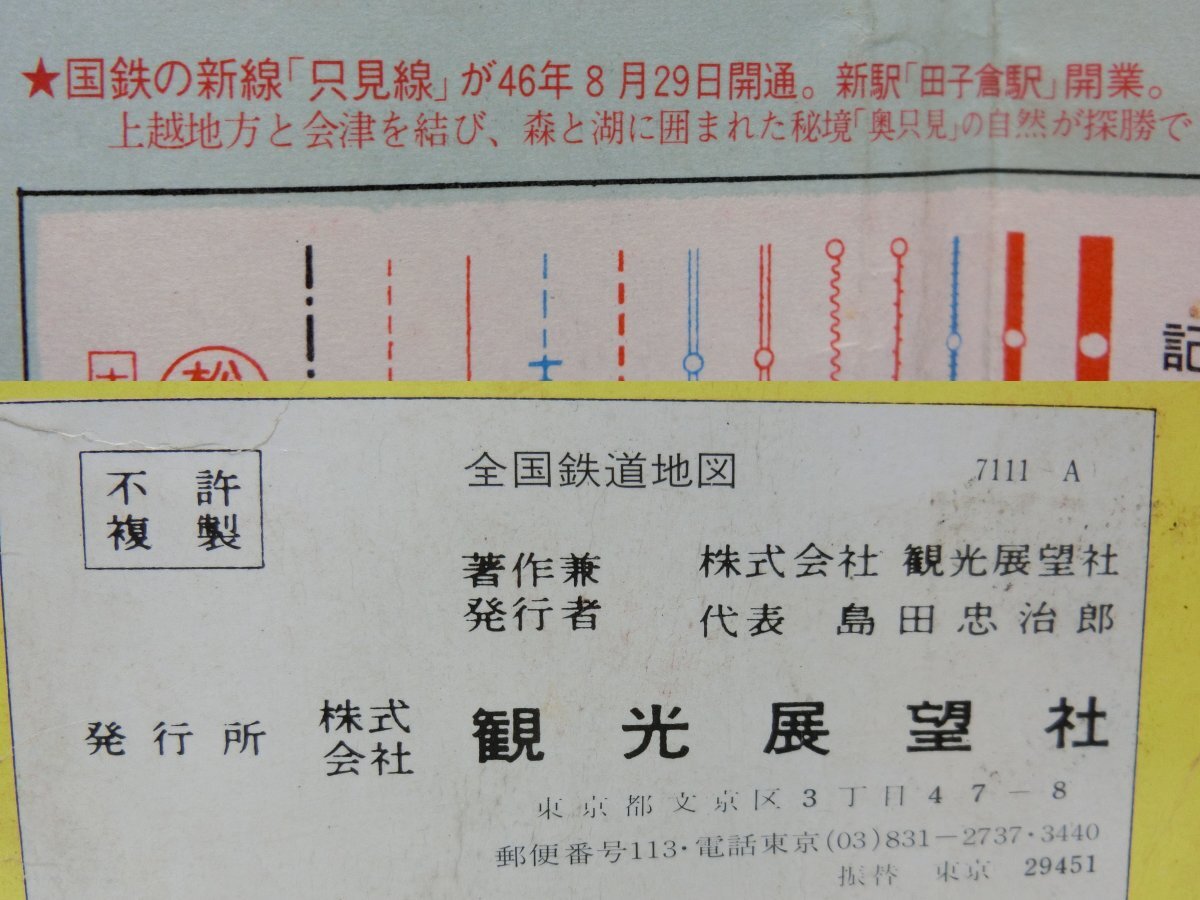 ★国鉄の新線「只見線」が46年8月29日開通。新駅「田子倉駅」開業。
上越地方と会津を結び、森と湖に囲まれた秘境「奥只見」の自然が探勝で
松
記
不許
複製
全国鉄道地図 7111 A
著作兼 株式会社 観光展望社
発行者 代表 島田忠治郎
発行所 株式会社 観光展望社
東京都文京区3丁目47-8
郵便番号113・電話東京(03)831-2737・3440
振替 東京 29451